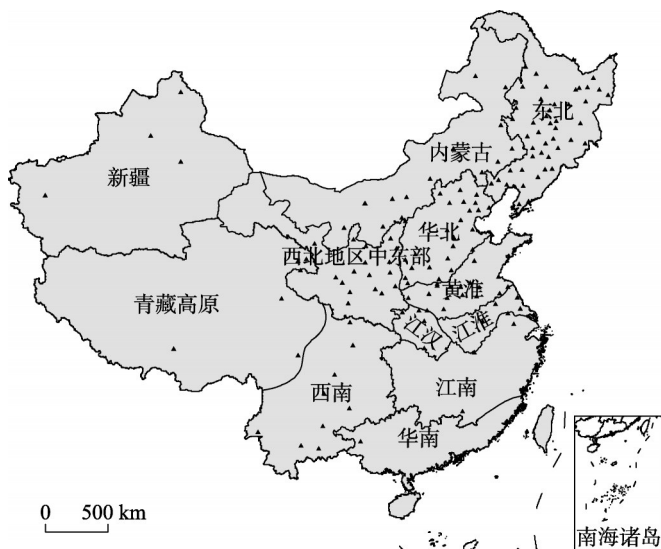 东北
内蒙古
新疆
华北
西北地区中东部
黄淮
青藏高原
江汉
江淮
西南
江南
华南
0 500 km
南海诸岛